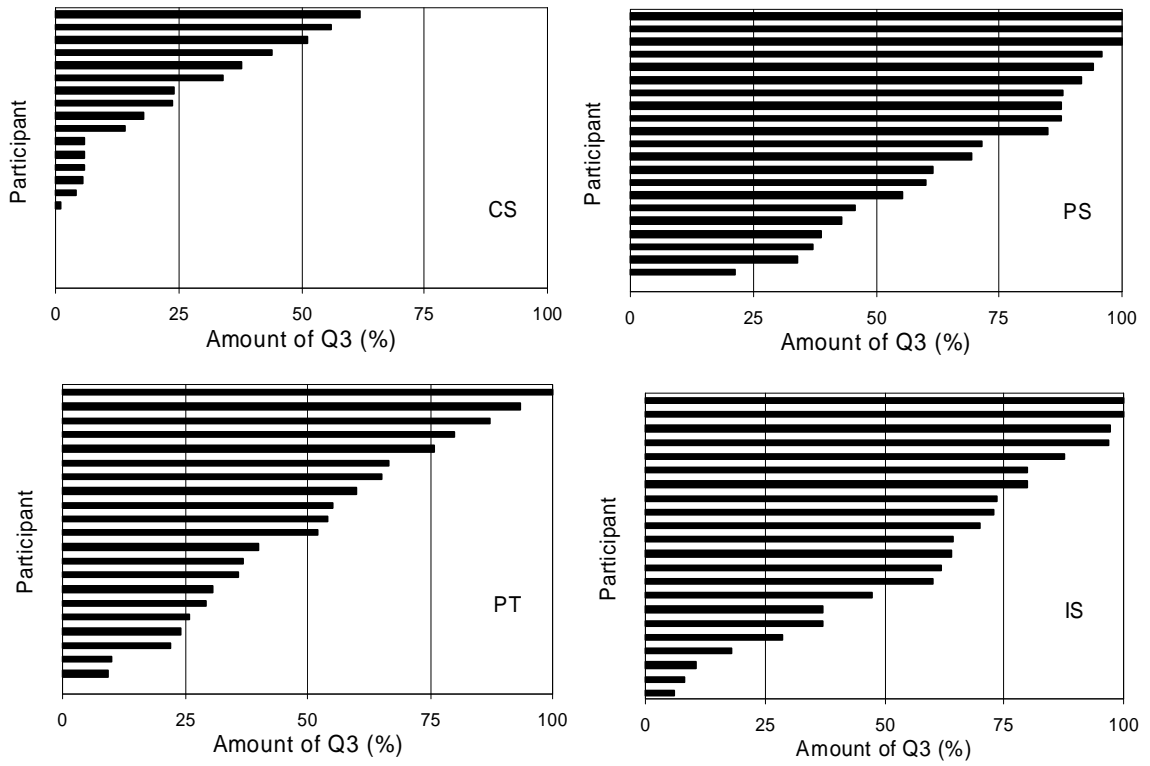 Participant
CS
0 25 50 75 100
Amount of Q3 (%)
Participant
PS
0 25 50 75 100
Amount of Q3 (%)
Participant
PT
0 25 50 75 100
Amount of Q3 (%)
Participant
IS
0 25 50 75 100
Amount of Q3 (%)